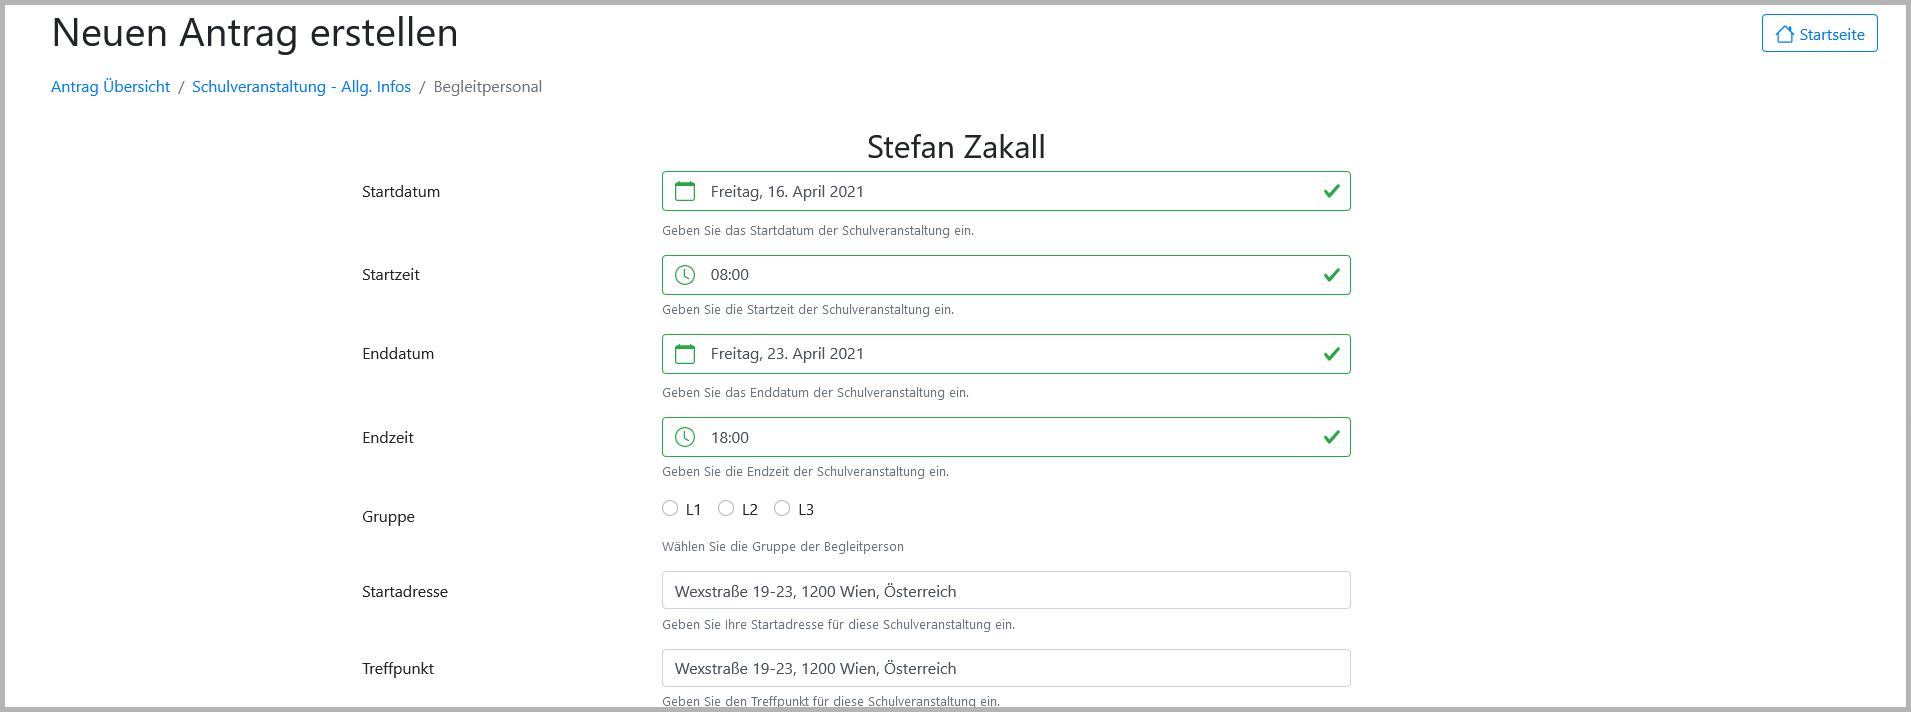 Neuen Antrag erstellen
Startseite
Antrag Übersicht / Schulveranstaltung - Allg. Infos / Begleitpersonal
Stefan Zakall
Startdatum
Freitag, 16. April 2021
Geben Sie das Startdatum der Schulveranstaltung ein.
Startzeit
08:00
Geben Sie die Startzeit der Schulveranstaltung ein.
Enddatum
Freitag, 23. April 2021
Geben Sie das Enddatum der Schulveranstaltung ein.
Endzeit
18:00
Geben Sie die Endzeit der Schulveranstaltung ein.
Gruppe
L1 L2 L3
Wählen Sie die Gruppe der Begleitperson
Startadresse
Wexstraße 19-23, 1200 Wien, Österreich
Geben Sie Ihre Startadresse für diese Schulveranstaltung ein.
Treffpunkt
Wexstraße 19-23, 1200 Wien, Österreich
Geben Sie den Treffpunkt für diese Schulveranstaltung ein.